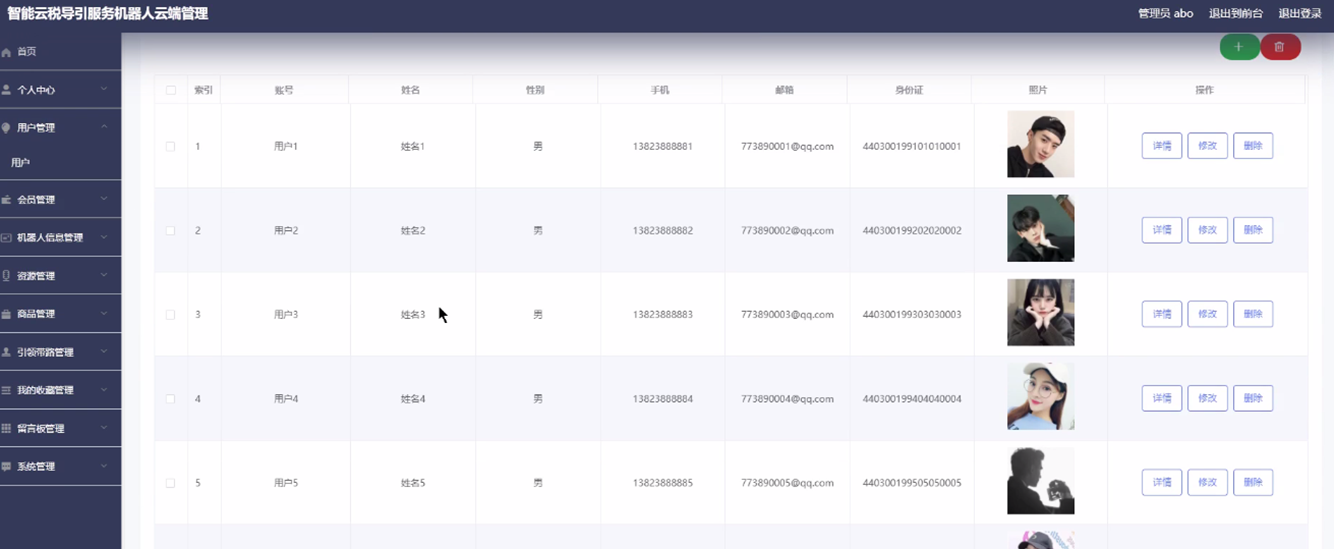 智能云税导引服务机器人云端管理
管理员 abo 退出到前台 退出登录
首页
个人中心
用户管理
用户
会员管理
机器人信息管理
资源管理
商品管理
引领带路管理
我的收藏管理
留言板管理
系统管理
索引 账号 姓名 性别 手机 邮箱 身份证 照片 操作
1 用户1 姓名1 男 13823888881 773890001@qq.com 440300199101010001 详情 修改 删除
2 用户2 姓名2 男 13823888882 773890002@qq.com 440300199202020002 详情 修改 删除
3 用户3 姓名3 男 13823888883 773890003@qq.com 440300199303030003 详情 修改 删除
4 用户4 姓名4 男 13823888884 773890004@qq.com 440300199404040004 详情 修改 删除
5 用户5 姓名5 男 13823888885 773890005@qq.com 440300199505050005 详情 修改 删除